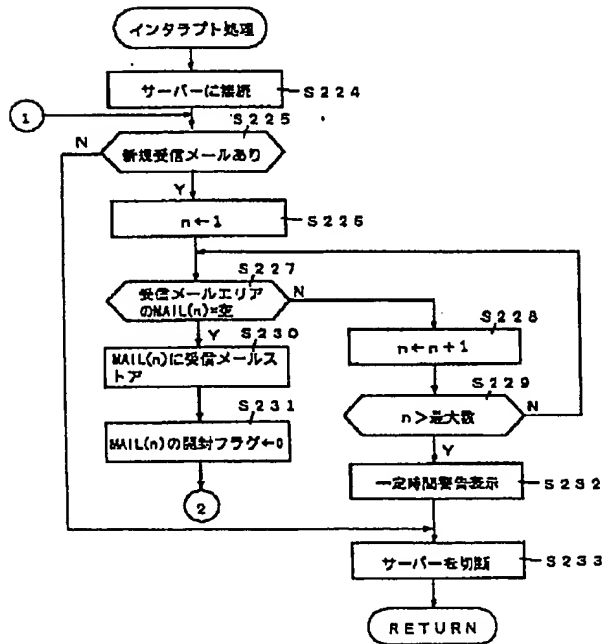 インタラプト処理
サーバーに接続
S224
1
S225
N
新規受信メールあり
Y
n←1
S226
S227
受信メールエリア
のMAIL(n)=空
N
S228
n←n+1
Y
S230
MAIL(n)に受信メールス
トア
S229
n>最大数
N
S231
MAIL(n)の開封フラグ←0
Y
2
一定時間警告表示
S232
サーバーを切断
S233
RETURN